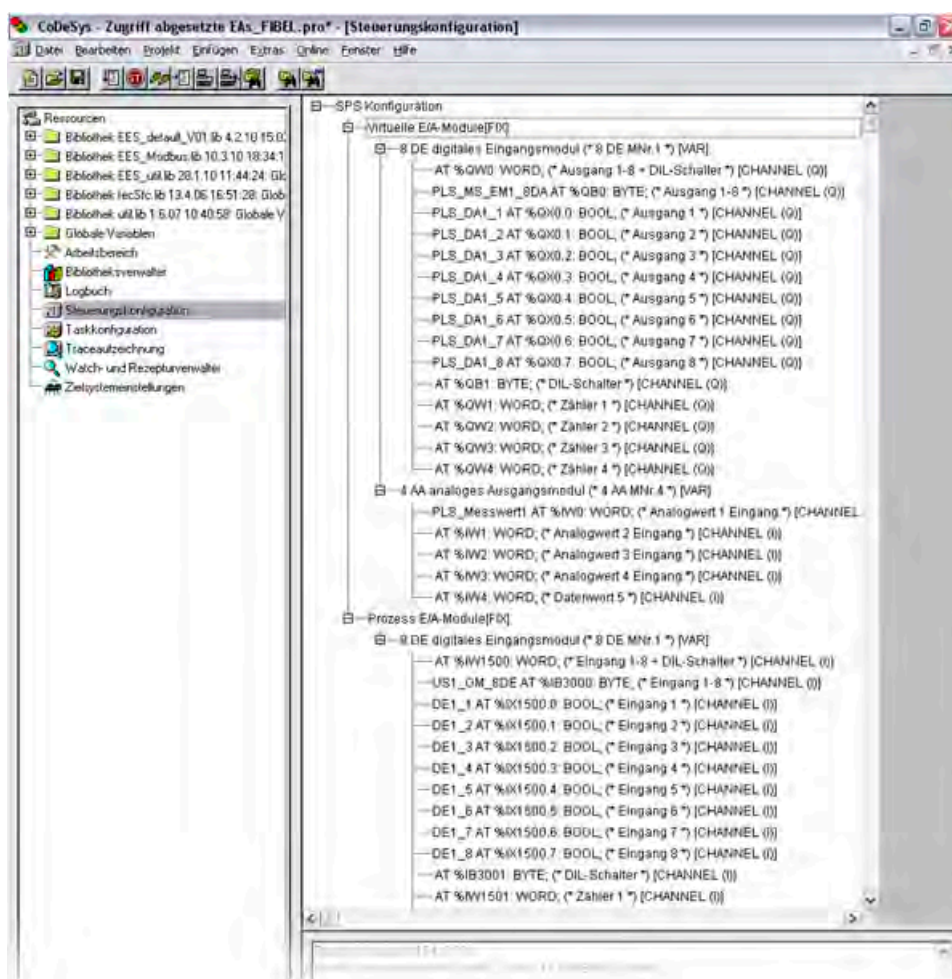 CoDeSys - Zugriff abgesetzte EAs_FIBEL.pro* - [Steuerungskonfiguration]
Datei Bearbeiten Projekt Einfügen Extras Online Fenster Hilfe
Ressourcen
Bibliothek EES_default_V01.lib 4.2.10 15:0
Bibliothek EES_Modbus.lib 10.3.10 18:34:1
Bibliothek EES_util.lib 28.1.10 11:44:24: Glo
Bibliothek Iecsfc.lib 13.4.06 16:51:28: Glob
Bibliothek util.lib 1.6.07 10:40:58: Globale V
Globale Variablen
Arbeitsbereich
Bibliotheksverwalter
Logbuch
Steuerungskonfiguration
Taskkonfiguration
Traceaufzeichnung
Watch- und Rezepturverwalter
Zielsystemeinstellungen
SPS Konfiguration
Virtuelle E/A-Module[FIX]
8 DE digitales Eingangsmodul (* 8 DE MNr.1 *) [VAR]
AT %QW0: WORD; (* Ausgang 1-8 + DIL-Schalter *) [CHANNEL (Q)]
PLS_MS_EM1_8DA AT %QB0: BYTE; (* Ausgang 1-8 *) [CHANNEL (Q)]
PLS_DA1_1 AT %QX0.0: BOOL; (* Ausgang 1 *) [CHANNEL (Q)]
PLS_DA1_2 AT %QX0.1: BOOL; (* Ausgang 2 *) [CHANNEL (Q)]
PLS_DA1_3 AT %QX0.2: BOOL; (* Ausgang 3 *) [CHANNEL (Q)]
PLS_DA1_4 AT %QX0.3: BOOL; (* Ausgang 4 *) [CHANNEL (Q)]
PLS_DA1_5 AT %QX0.4: BOOL; (* Ausgang 5 *) [CHANNEL (Q)]
PLS_DA1_6 AT %QX0.5: BOOL; (* Ausgang 6 *) [CHANNEL (Q)]
PLS_DA1_7 AT %QX0.6: BOOL; (* Ausgang 7 *) [CHANNEL (Q)]
PLS_DA1_8 AT %QX0.7: BOOL; (* Ausgang 8 *) [CHANNEL (Q)]
AT %QB1: BYTE; (* DIL-Schalter *) [CHANNEL (Q)]
AT %QW1: WORD; (* Zähler 1 *) [CHANNEL (Q)]
AT %QW2: WORD; (* Zähler 2 *) [CHANNEL (Q)]
AT %QW3: WORD; (* Zähler 3 *) [CHANNEL (Q)]
AT %QW4: WORD; (* Zähler 4 *) [CHANNEL (Q)]
4 AA analoges Ausgangsmodul (* 4 AA MNr.4 *) [VAR]
PLS_Messwert1 AT %IW0: WORD; (* Analogwert 1 Eingang *) [CHANNEL
AT %IW1: WORD; (* Analogwert 2 Eingang *) [CHANNEL (I)]
AT %IW2: WORD; (* Analogwert 3 Eingang *) [CHANNEL (I)]
AT %IW3: WORD; (* Analogwert 4 Eingang *) [CHANNEL (I)]
AT %IW4: WORD; (* Datenwort 5 *) [CHANNEL (I)]
Prozess E/A-Module[FIX]
8 DE digitales Eingangsmodul (* 8 DE MNr.1 *) [VAR]
AT %IW1500: WORD; (* Eingang 1-8 + DIL-Schalter *) [CHANNEL (I)]
US1_OM_8DE AT %IB3000: BYTE; (* Eingang 1-8 *) [CHANNEL (I)]
DE1_1 AT %IX1500.0: BOOL; (* Eingang 1 *) [CHANNEL (I)]
DE1_2 AT %IX1500.1: BOOL; (* Eingang 2 *) [CHANNEL (I)]
DE1_3 AT %IX1500.2: BOOL; (* Eingang 3 *) [CHANNEL (I)]
DE1_4 AT %IX1500.3: BOOL; (* Eingang 4 *) [CHANNEL (I)]
DE1_5 AT %IX1500.4: BOOL; (* Eingang 5 *) [CHANNEL (I)]
DE1_6 AT %IX1500.5: BOOL; (* Eingang 6 *) [CHANNEL (I)]
DE1_7 AT %IX1500.6: BOOL; (* Eingang 7 *) [CHANNEL (I)]
DE1_8 AT %IX1500.7: BOOL; (* Eingang 8 *) [CHANNEL (I)]
AT %IB3001: BYTE; (* DIL-Schalter *) [CHANNEL (I)]
AT %IW1501: WORD; (* Zähler 1 *) [CHANNEL (I)]